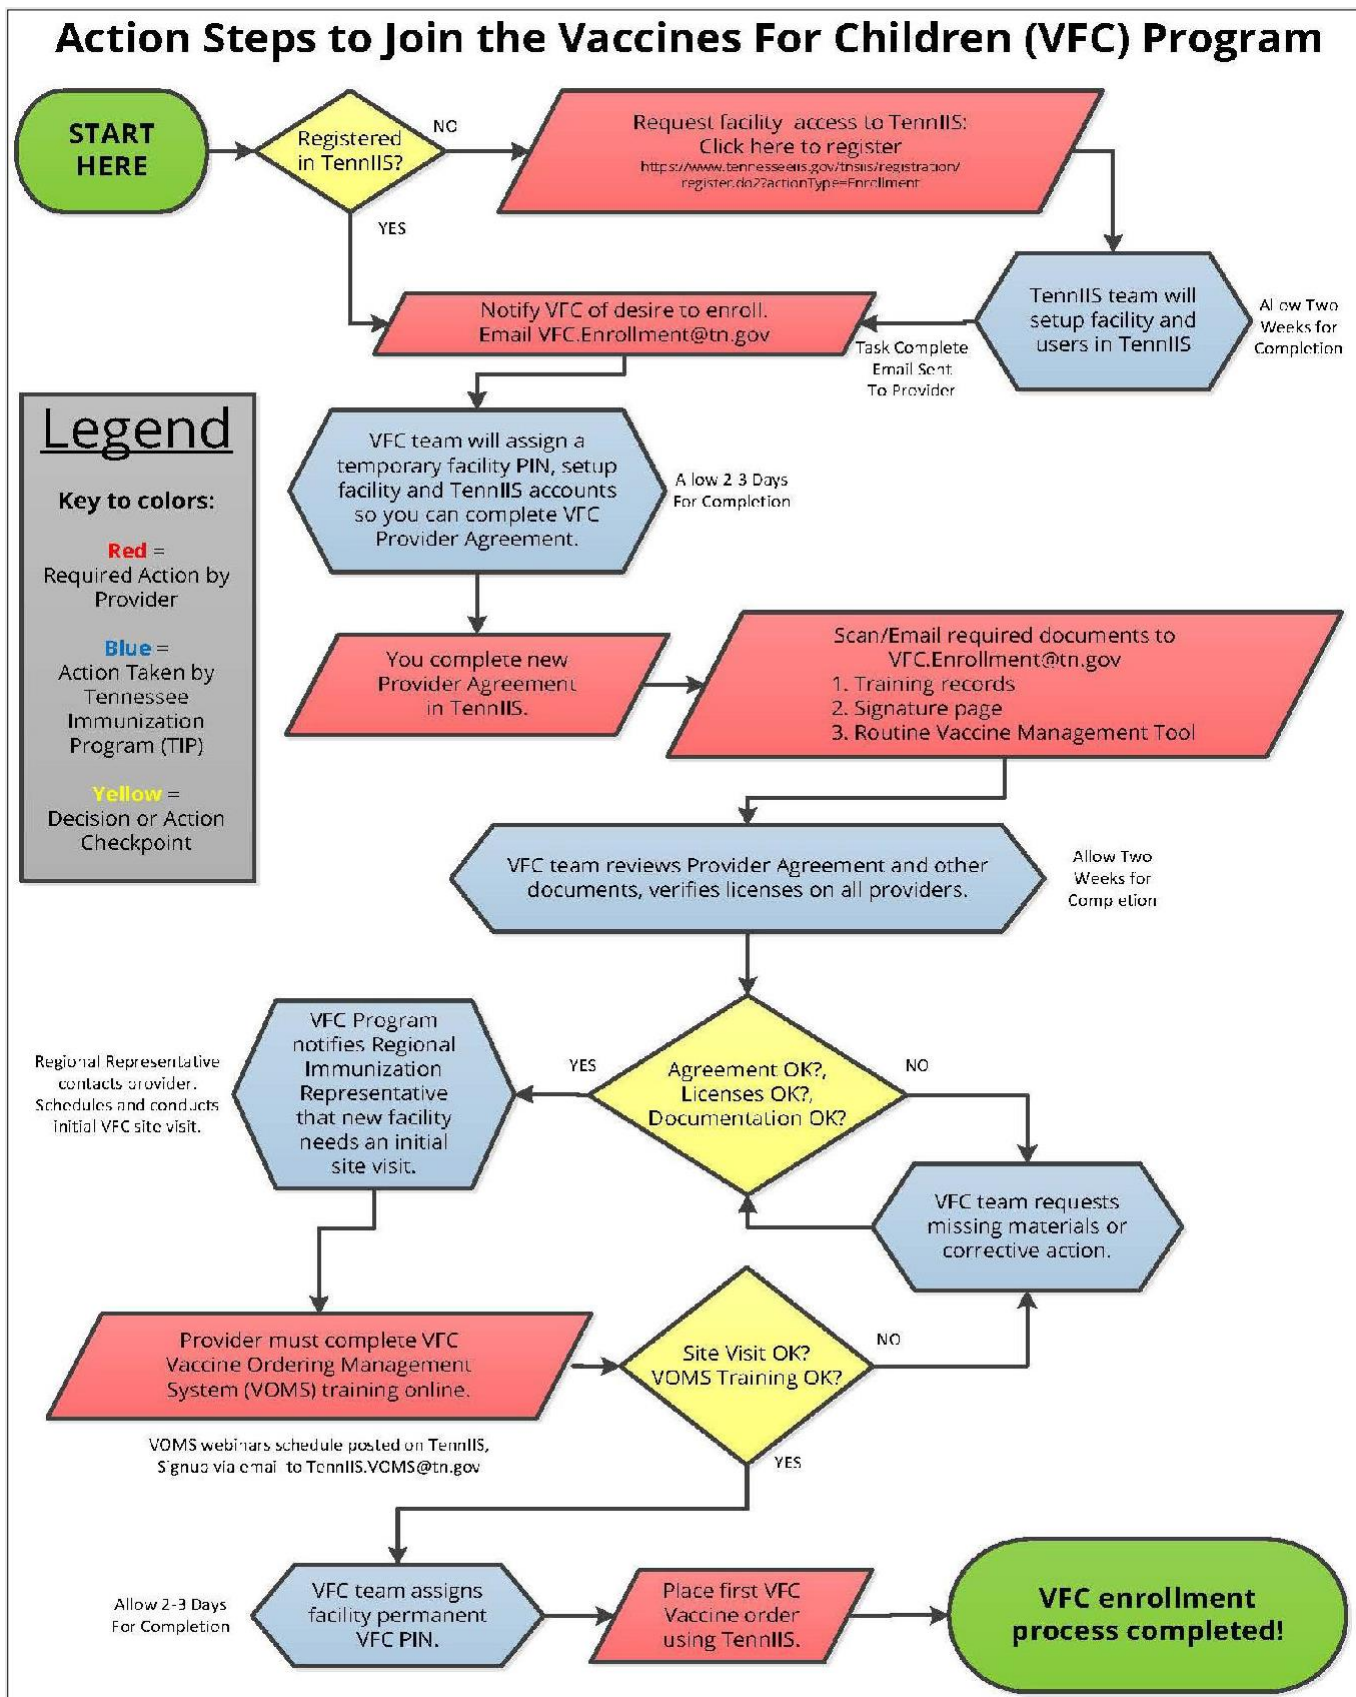 Action Steps to Join the Vaccines For Children (VFC) Program
START
HERE
Registered
in TennIIS?
NO
YES
Request facility access to TennIIS:
Click here to register
https://www.tennesseeiis.gov/tnsiis/registration/
register.do2?actionType=Enrollment
TennIIS team will
setup facility and
users in TennIIS
Allow Two
Weeks for
Completion
Task Complete
Email Sent
To Provider
Notify VFC of desire to enroll.
Email VFC.Enrollment@tn.gov
VFC team will assign a
temporary facility PIN, setup
facility and TennIIS accounts
so you can complete VFC
Provider Agreement.
Allow 2-3 Days
For Completion
Legend
Key to colors:
Red =
Required Action by
Provider
Blue =
Action Taken by
Tennessee
Immunization
Program (TIP)
Yellow =
Decision or Action
Checkpoint
You complete new
Provider Agreement
in TennIIS.
Scan/Email required documents to
VFC.Enrollment@tn.gov
1. Training records
2. Signature page
3. Routine Vaccine Management Tool
VFC team reviews Provider Agreement and other
documents, verifies licenses on all providers.
Allow Two
Weeks for
Completion
Agreement OK?,
Licenses OK?,
Documentation OK?
YES
NO
VFC Program
notifies Regional
Immunization
Representative
that new facility
needs an initial
site visit.
Regional Representative
contacts provider.
Schedules and conducts
initial VFC site visit.
VFC team requests
missing materials or
corrective action.
Provider must complete VFC
Vaccine Ordering Management
System (VOMS) training online.
VOMS webinars schedule posted on TennIIS,
Signup via email to TennIIS.VOMS@tn.gov
Site Visit OK?
VOMS Training OK?
NO
YES
Allow 2-3 Days
For Completion
VFC team assigns
facility permanent
VFC PIN.
Place first VFC
Vaccine order
using TennIIS.
VFC enrollment
process completed!